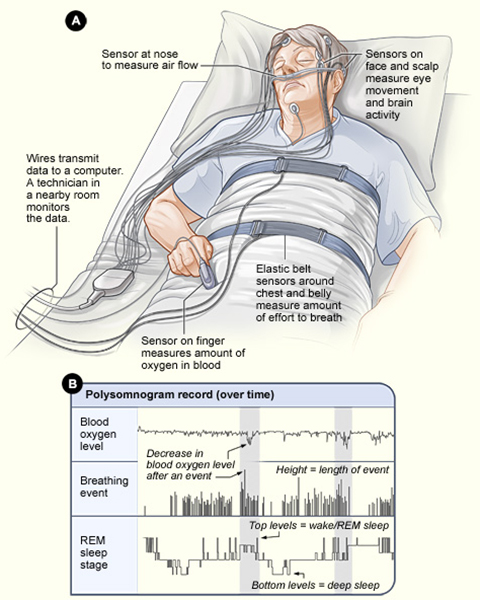 A
Sensor at nose
to measure air flow
Sensors on
face and scalp
measure eye
movement
and brain
activity
Wires transmit
data to a computer.
A technician in
a nearby room
monitors
the data.
Elastic belt
sensors around
chest and belly
measure amount
of effort to breath
Sensor on finger
measures amount of
oxygen in blood
B
Polysomnogram record (over time)
Blood
oxygen
level
Decrease in
blood oxygen level
after an event
Breathing
event
Height = length of event
REM
sleep
stage
Top levels = wake/REM sleep
Bottom levels = deep sleep